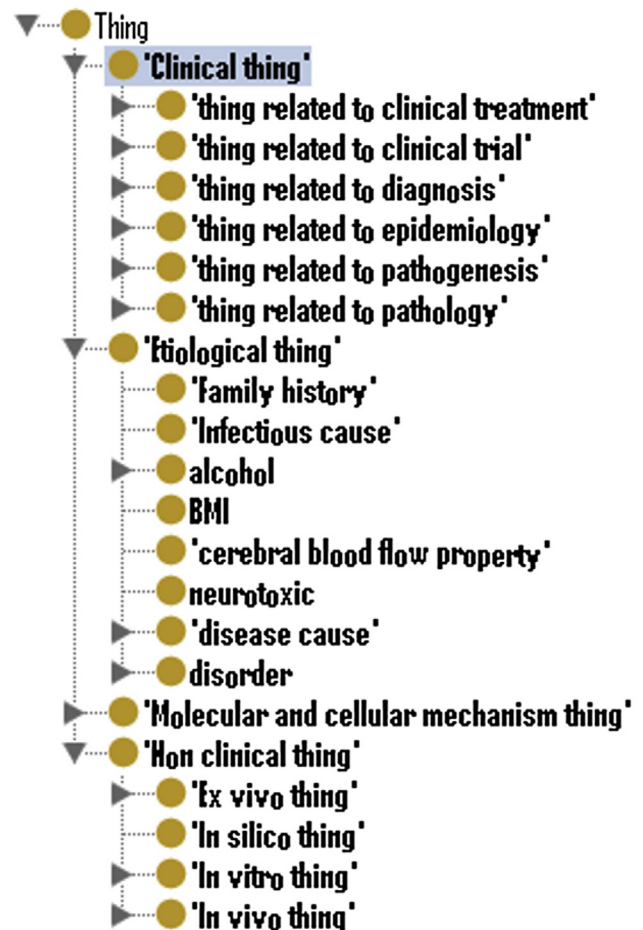 Thing
'Clinical thing'
'thing related to clinical treatment'
'thing related to clinical trial'
'thing related to diagnosis'
'thing related to epidemiology'
'thing related to pathogenesis'
'thing related to pathology'
'Etiological thing'
'Family history'
'Infectious cause'
alcohol
BMI
'cerebral blood flow property'
neurotoxic
'disease cause'
disorder
'Molecular and cellular mechanism thing'
'Non clinical thing'
'Ex vivo thing'
'In silico thing'
'In vitro thing'
'In vivo thing'